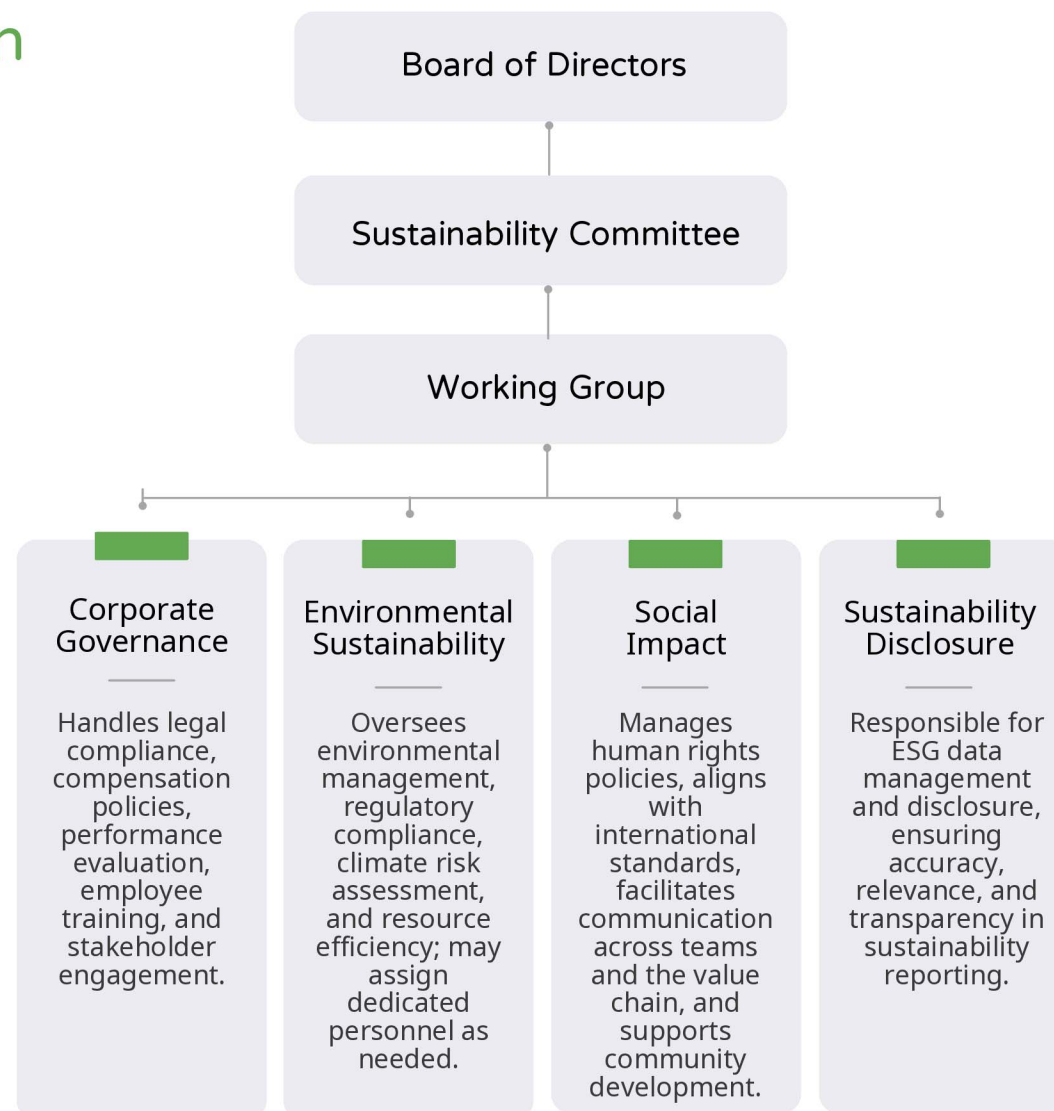 n
Board of Directors
Sustainability Committee
Working Group
Corporate
Governance
Handles legal
compliance,
compensation
policies,
performance
evaluation,
employee
training, and
stakeholder
engagement.
Environmental
Sustainability
Oversees
environmental
management,
regulatory
compliance,
climate risk
assessment,
and resource
efficiency; may
assign
dedicated
personnel as
needed.
Social
Impact
Manages
human rights
policies, aligns
with
international
standards,
facilitates
communication
across teams
and the value
chain, and
supports
community
development.
Sustainability
Disclosure
Responsible for
ESG data
management
and disclosure,
ensuring
accuracy,
relevance, and
transparency in
sustainability
reporting.